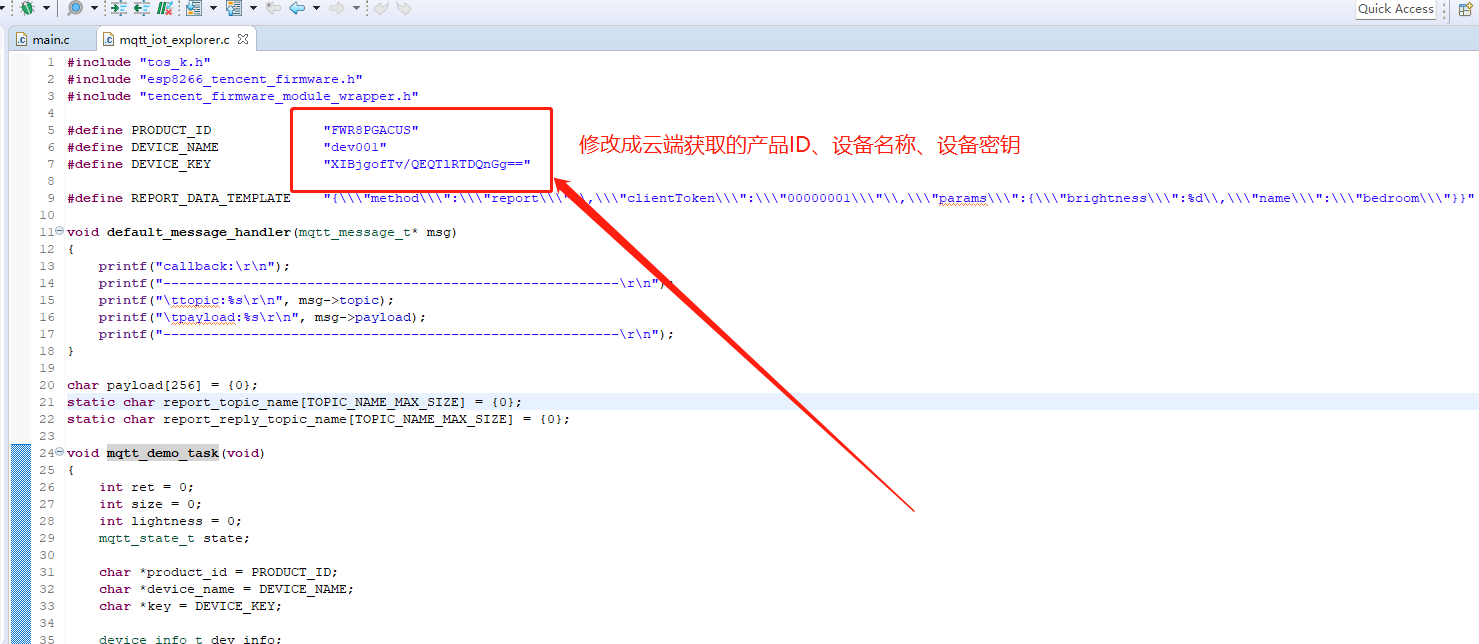 Quick Access
main.c
mqtt_iot_explorer.c
1 #include "tos_k.h"
2 #include "esp8266_tencent_firmware.h"
3 #include "tencent_firmware_module_wrapper.h"
4
5 #define PRODUCT_ID "FWR8PGACUS"
6 #define DEVICE_NAME "dev001"
7 #define DEVICE_KEY "XIBjgofTv/QEQTlRTDQnGg=="
修改成云端获取的产品ID、设备名称、设备密钥
8
9 #define REPORT_DATA_TEMPLATE "{\\\"method\\\":\\\"report\\\"\\,\\\"clientToken\\\":\\\"00000001\\\"\\,\\\"params\\\":{\\\"brightness\\\":%d\\,\\\"name\\\":\\\"bedroom\\\"}}"
10
11 void default_message_handler(mqtt_message_t* msg)
12 {
13 printf("callback:\r\n");
14 printf("---------------------------------------------------------\r\n");
15 printf("\ttopic:%s\r\n", msg->topic);
16 printf("\tpayload:%s\r\n", msg->payload);
17 printf("---------------------------------------------------------\r\n");
18 }
19
20 char payload[256] = {0};
21 static char report_topic_name[TOPIC_NAME_MAX_SIZE] = {0};
22 static char report_reply_topic_name[TOPIC_NAME_MAX_SIZE] = {0};
23
24 void mqtt_demo_task(void)
25 {
26 int ret = 0;
27 int size = 0;
28 int lightness = 0;
29 mqtt_state_t state;
30
31 char *product_id = PRODUCT_ID;
32 char *device_name = DEVICE_NAME;
33 char *key = DEVICE_KEY;
34
35 device_info_t dev_info;